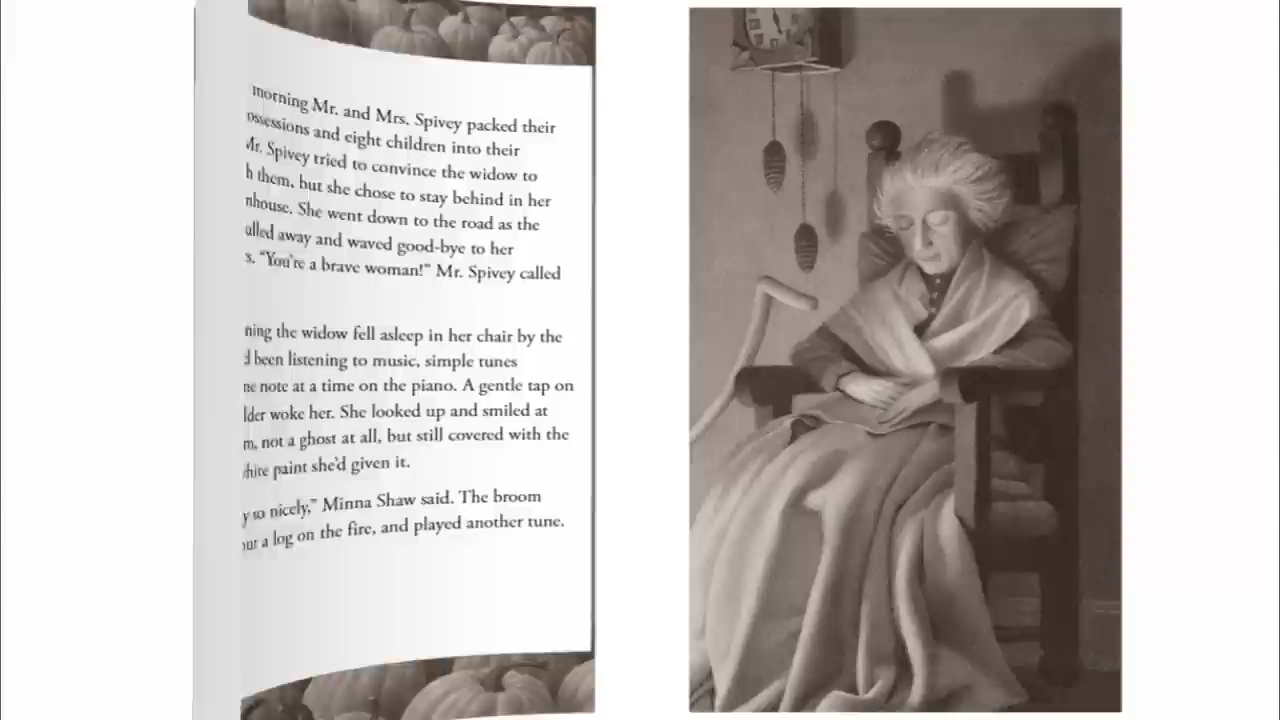 morning Mr. and Mrs. Spivey packed their
ossessions and eight children into their
Mr. Spivey tried to convince the widow to
h them, but she chose to stay behind in her
nhouse. She went down to the road as the
alled away and waved good-bye to her
s. “You’re a brave woman!” Mr. Spivey called
ning the widow fell asleep in her chair by the
d been listening to music, simple tunes
ne note at a time on the piano. A gentle tap on
lder woke her. She looked up and smiled at
m, not a ghost at all, but still covered with the
hite paint she’d given it.
y so nicely,” Minna Shaw said. The broom
put a log on the fire, and played another tune.